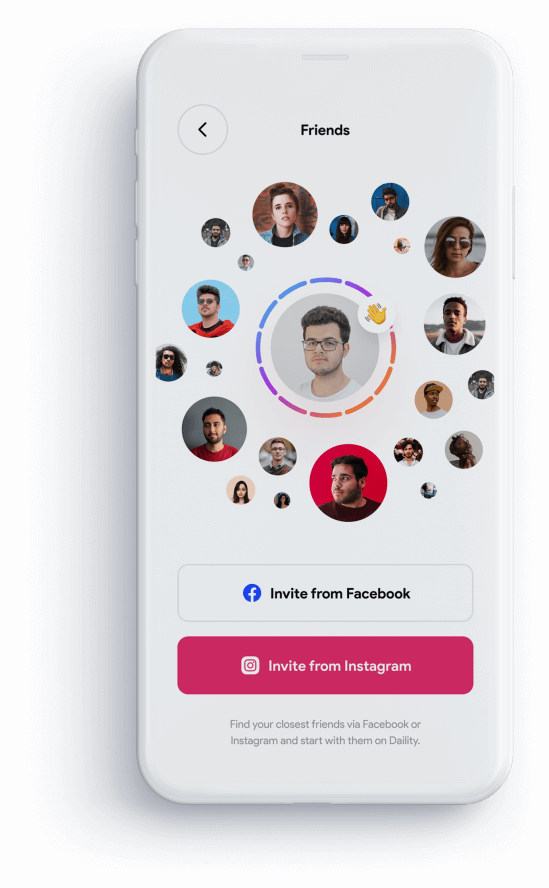 Friends
Invite from Facebook
Invite from Instagram
Find your closest friends via Facebook or
Instagram and start with them on Daility.